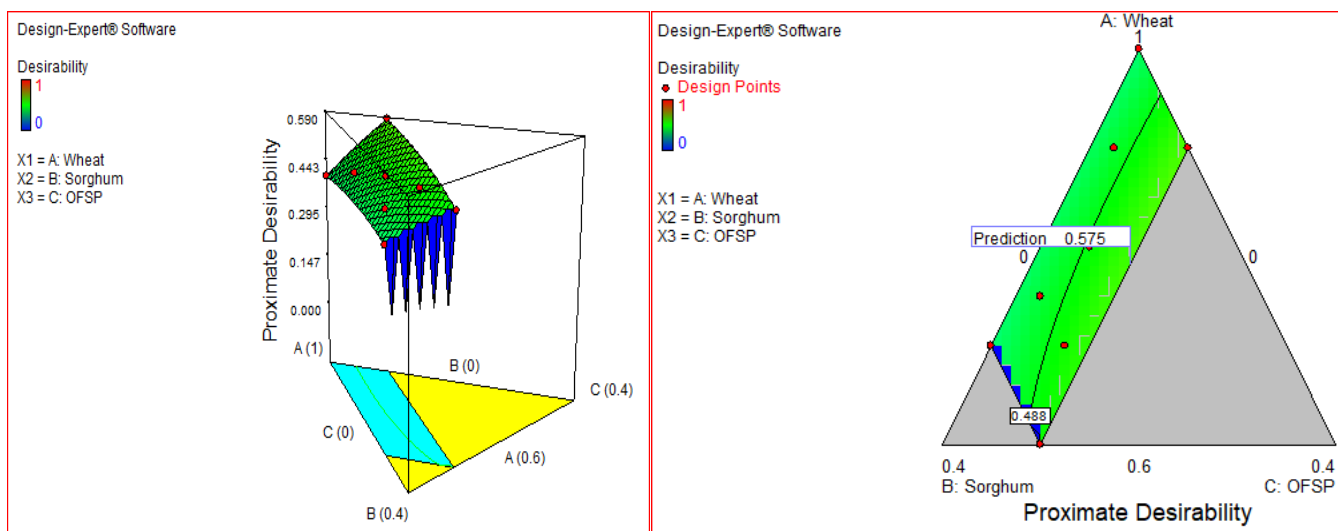 Design-Expert® Software
Desirability
1
0
X1 = A: Wheat
X2 = B: Sorghum
X3 = C: OFSP
0.590
0.443
0.295
0.147
0.000
Proximate Desirability
A (1)
B (0)
C (0.4)
C (0)
A (0.6)
B (0.4)
Design-Expert® Software
Desirability
Design Points
1
0
X1 = A: Wheat
X2 = B: Sorghum
X3 = C: OFSP
A: Wheat
1
Prediction 0.575
0
0
0.488
0.4
0.6
0.4
B: Sorghum
C: OFSP
Proximate Desirability